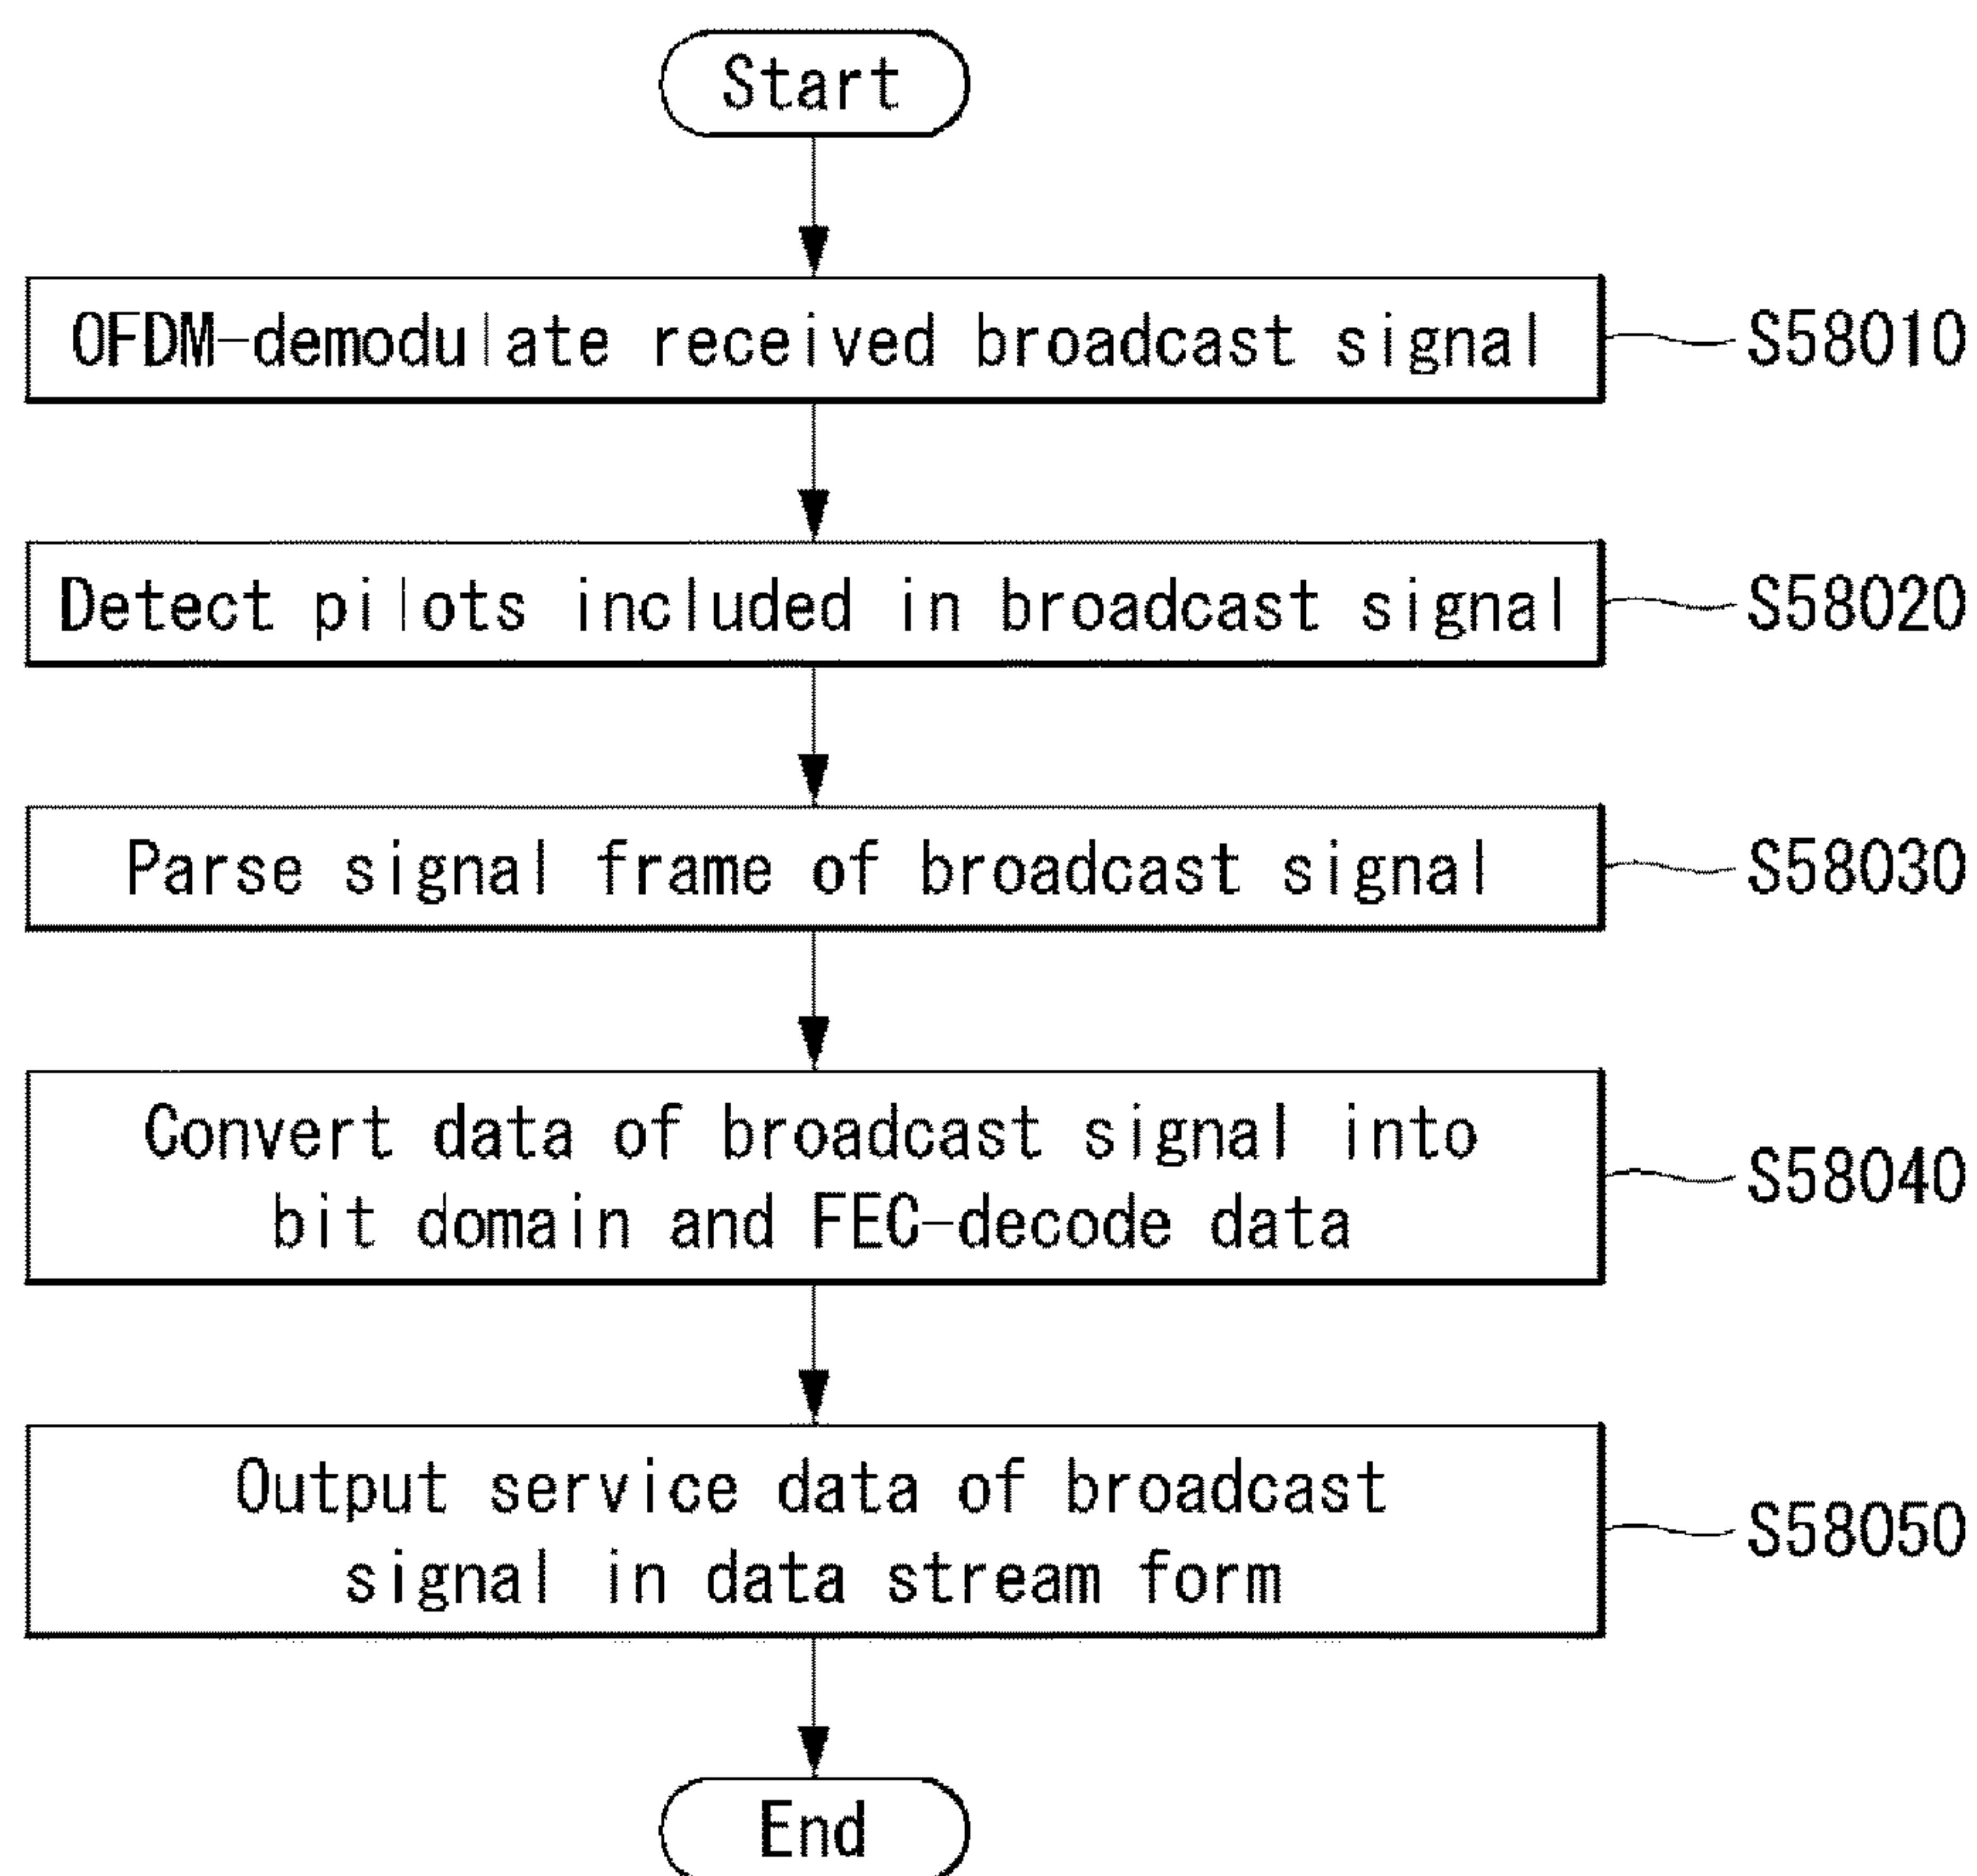 Start
OFDM-demodulate received broadcast signal
S58010
Detect pilots included in broadcast signal
S58020
Parse signal frame of broadcast signal
S58030
Convert data of broadcast signal into
bit domain and FEC-decode data
S58040
Output service data of broadcast
signal in data stream form
S58050
End